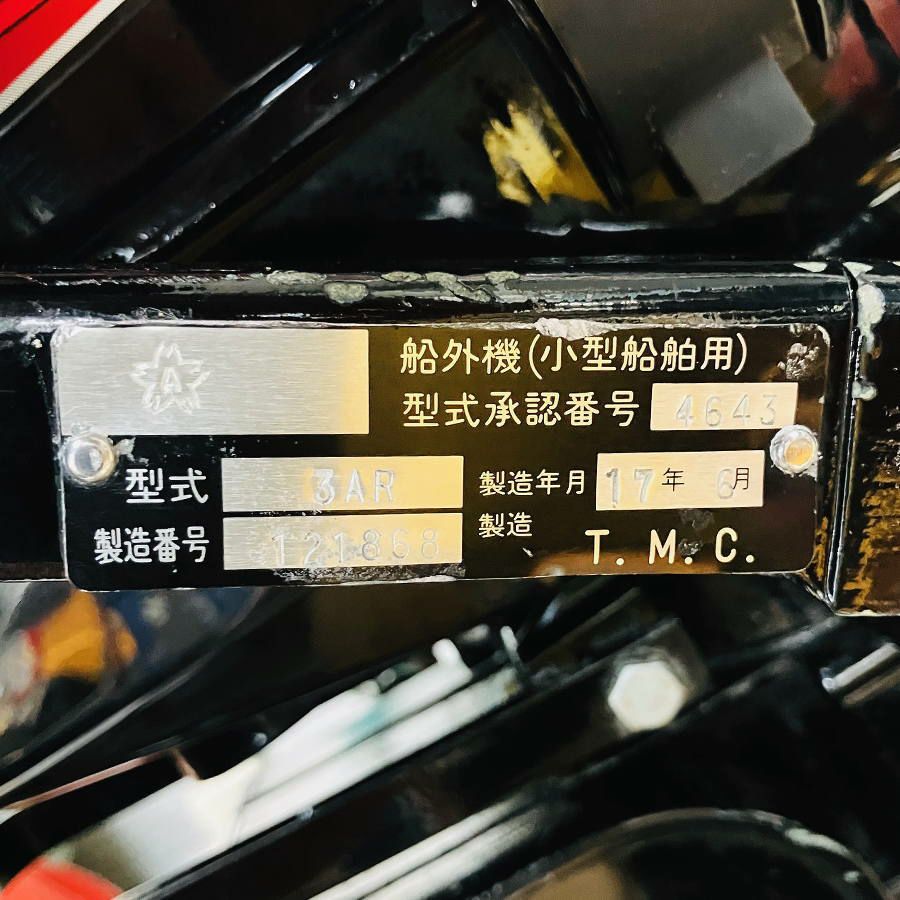 A
船外機(小型船舶用)
型式承認番号 4643
型式 3AR
製造年月 17年 6月
製造番号 121868
製造 T. M. C.